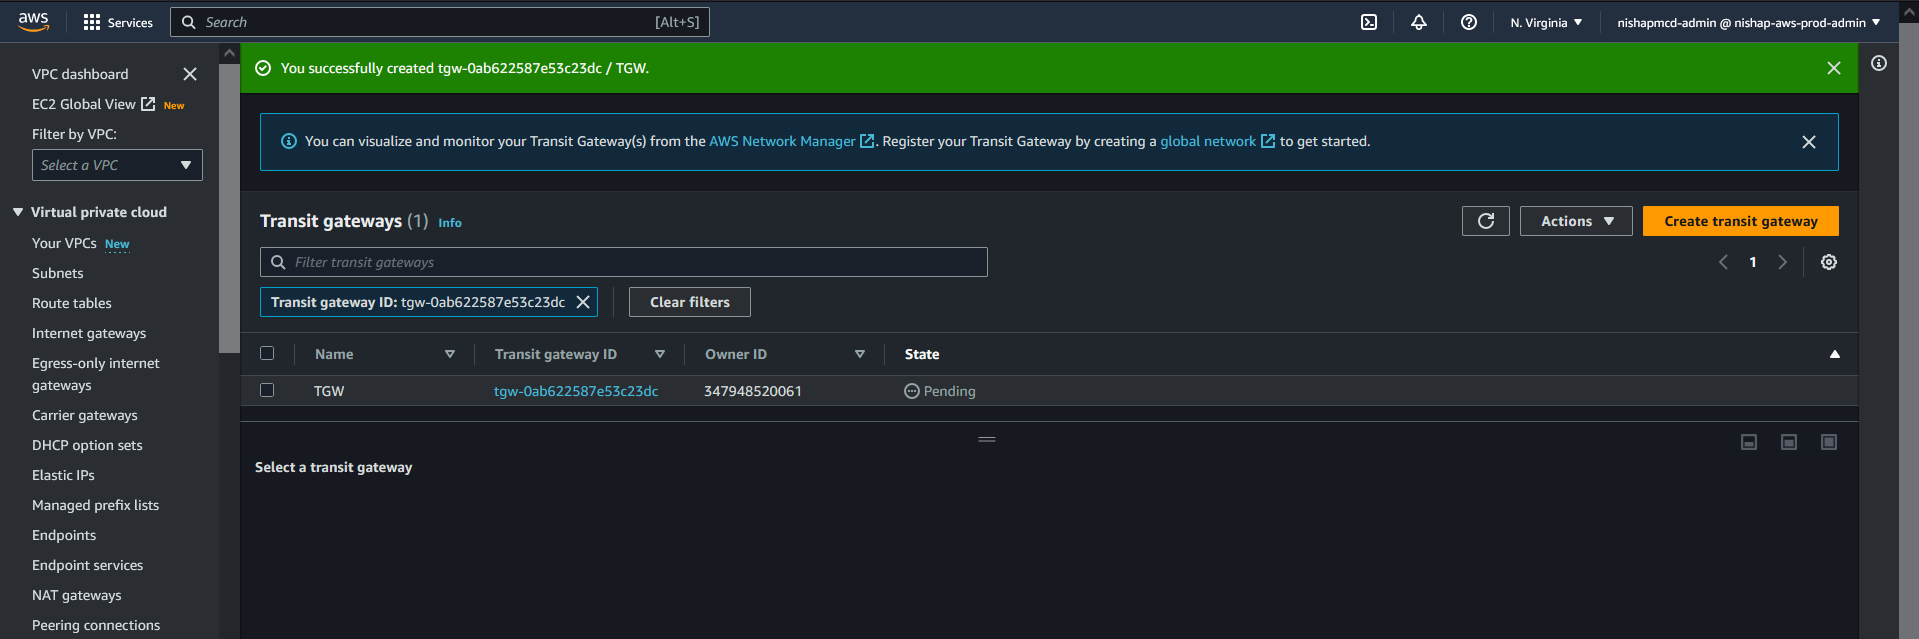 aws
Services
Search
[Alt+S]
N. Virginia
nishapmcd-admin @ nishap-aws-prod-admin
VPC dashboard
EC2 Global View New
Filter by VPC:
Select a VPC
Virtual private cloud
Your VPCs New
Subnets
Route tables
Internet gateways
Egress-only internet
gateways
Carrier gateways
DHCP option sets
Elastic IPs
Managed prefix lists
Endpoints
Endpoint services
NAT gateways
Peering connections
You successfully created tgw-0ab622587e53c23dc / TGW.
You can visualize and monitor your Transit Gateway(s) from the AWS Network Manager. Register your Transit Gateway by creating a global network to get started.
Transit gateways (1) Info
Actions
Create transit gateway
Filter transit gateways
1
Transit gateway ID: tgw-0ab622587e53c23dc
Clear filters
Name Transit gateway ID Owner ID State
TGW tgw-0ab622587e53c23dc 347948520061 Pending
Select a transit gateway